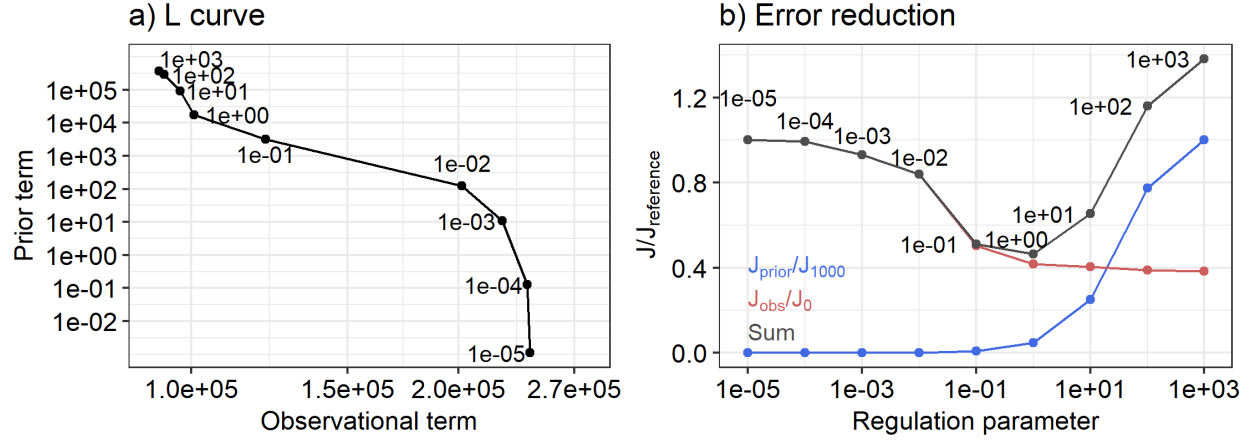 a) L curve
Prior term
1e+05
1e+04
1e+03
1e+02
1e+01
1e+00
1e-01
1e-02
1e+03
1e+02
1e+01
1e+00
1e-01
1e-02
1e-03
1e-04
1e-05
1.0e+05 1.5e+05 2.0e+05 2.7e+05
Observational term
b) Error reduction
J/J_reference
1.2
0.8
0.4
0.0
1e-05
1e-04
1e-03
1e-02
1e-01
1e+00
1e+01
1e+02
1e+03
J_prior/J_1000
J_obs/J_0
Sum
1e-05 1e-03 1e-01 1e+01 1e+03
Regulation parameter